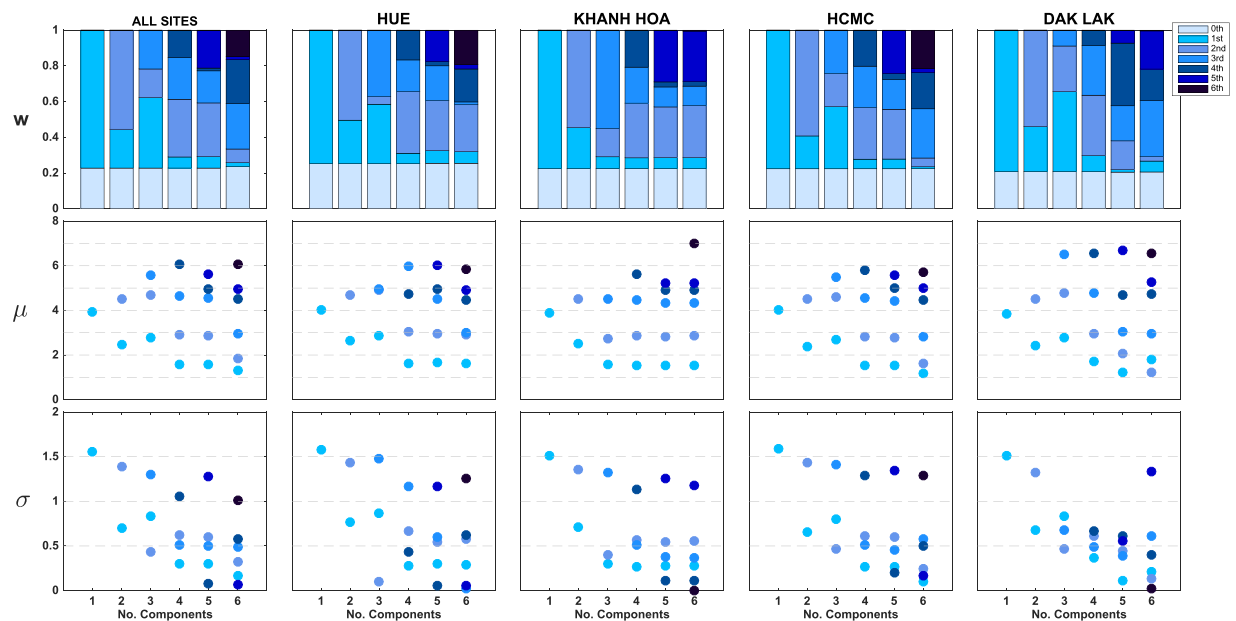 ALL SITES HUE KHANH HOA HCMC DAK LAK
0th
1st
2nd
3rd
4th
5th
6th
1
0.8
0.6
0.4
0.2
0
w
8
6
4
2
0
μ
2
1.5
1
0.5
0
σ
1 2 3 4 5 6 1 2 3 4 5 6 1 2 3 4 5 6 1 2 3 4 5 6 1 2 3 4 5 6
No. Components No. Components No. Components No. Components No. Components